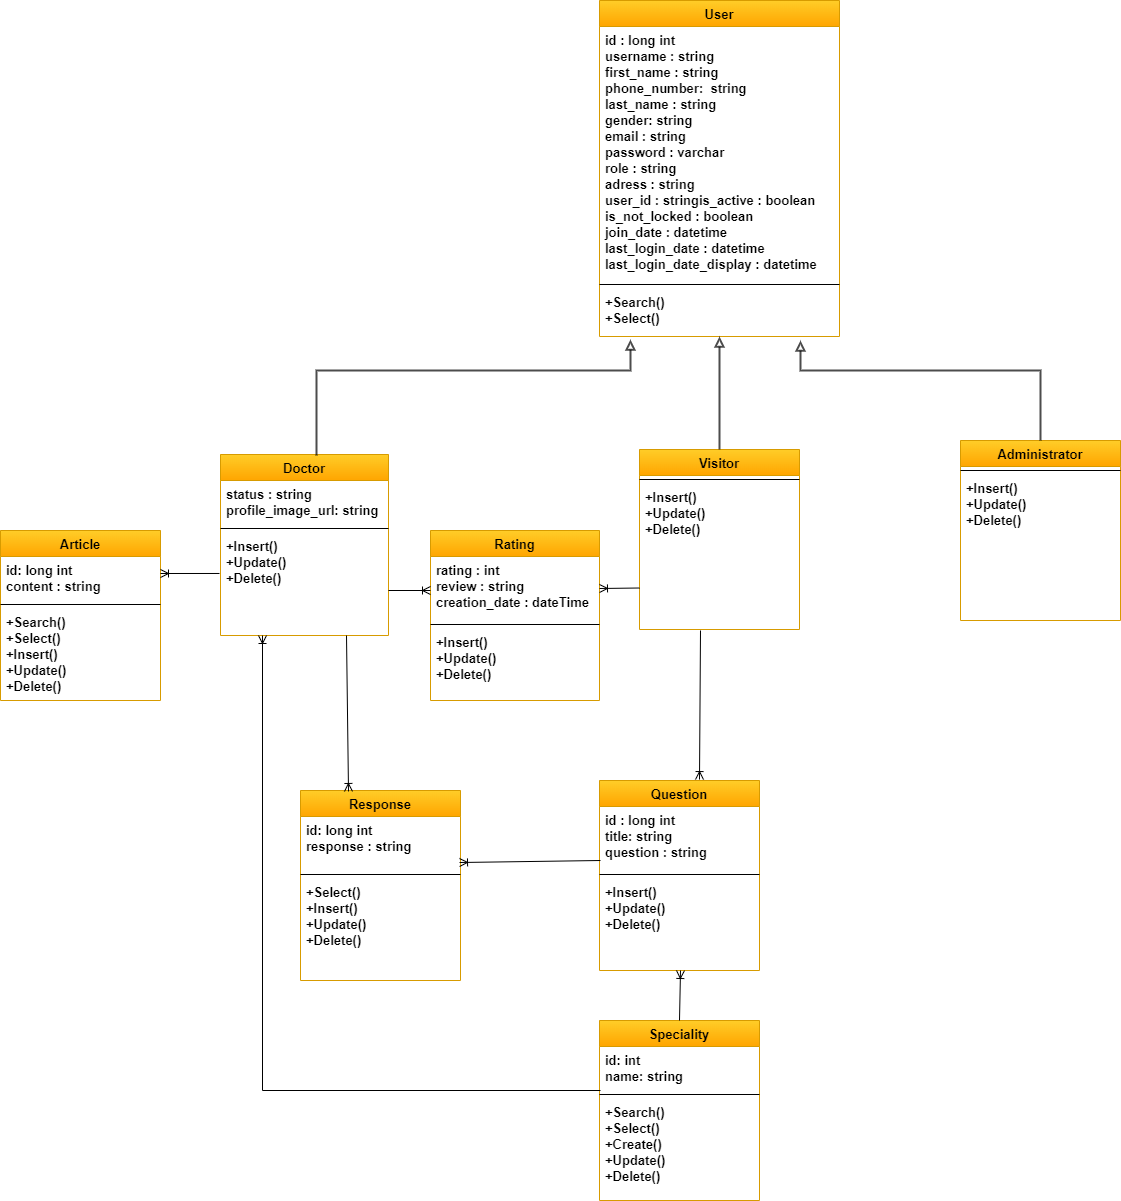 User
id : long int
username : string
first_name : string
phone_number:  string
last_name : string
gender: string
email : string
password : varchar
role : string
adress : string
user_id : stringis_active : boolean
is_not_locked : boolean
join_date : datetime
last_login_date : datetime
last_login_date_display : datetime
+Search()
+Select()
Doctor
status : string
profile_image_url: string
+Insert()
+Update()
+Delete()
Visitor
+Insert()
+Update()
+Delete()
Administrator
+Insert()
+Update()
+Delete()
Article
id: long int
content : string
+Search()
+Select()
+Insert()
+Update()
+Delete()
Rating
rating : int
review : string
creation_date : dateTime
+Insert()
+Update()
+Delete()
Response
id: long int
response : string
+Select()
+Insert()
+Update()
+Delete()
Question
id : long int
title: string
question : string
+Insert()
+Update()
+Delete()
Speciality
id: int
name: string
+Search()
+Select()
+Create()
+Update()
+Delete()